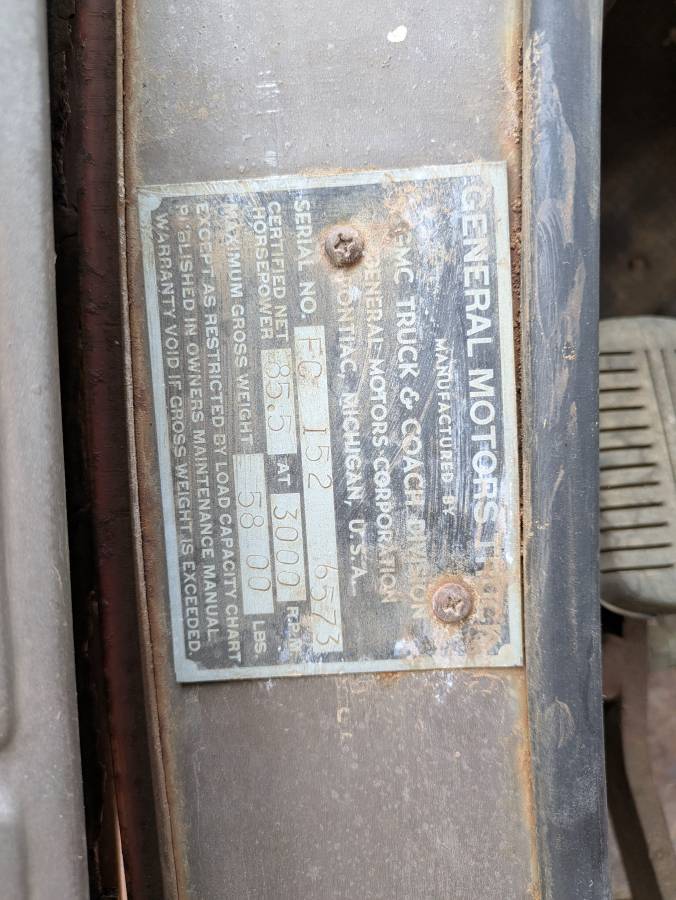 GENERAL MOTORS TRUCK
MANUFACTURED BY
GMC TRUCK & COACH DIVISION
GENERAL MOTORS CORPORATION
PONTIAC, MICHIGAN, U.S.A.
SERIAL NO. FC 152 6573
CERTIFIED NET HORSEPOWER 85.5 AT 3000 R.P.M.
MAXIMUM GROSS WEIGHT 5800 LBS.
EXCEPT AS RESTRICTED BY LOAD CAPACITY CHART
PUBLISHED IN OWNERS MAINTENANCE MANUAL.
WARRANTY VOID IF GROSS WEIGHT IS EXCEEDED.